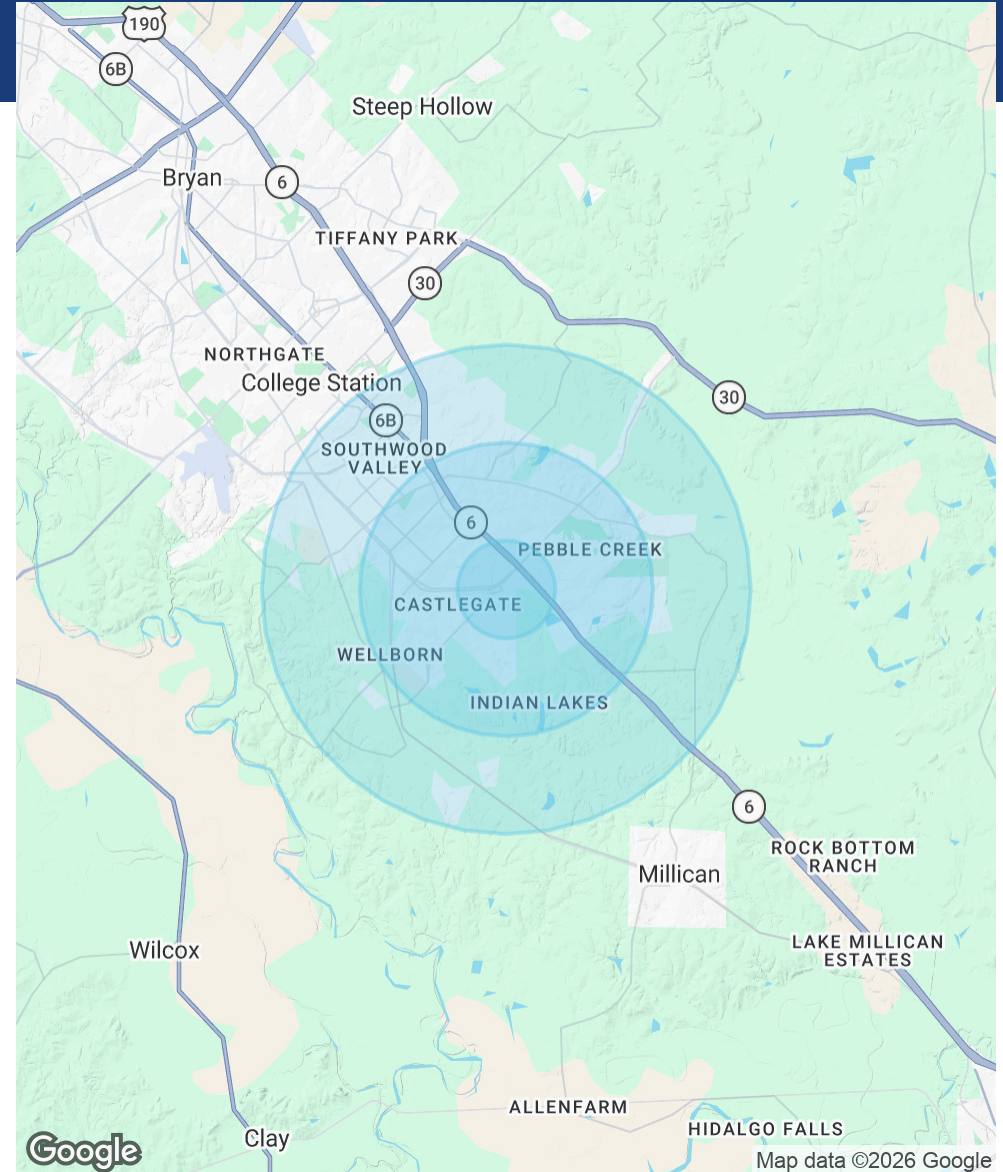 190
6B
Steep Hollow
Bryan
6
TIFFANY PARK
30
NORTHGATE
College Station
30
6B
SOUTHWOOD
VALLEY
6
PEBBLE CREEK
CASTLEGATE
WELLBORN
INDIAN LAKES
6
ROCK BOTTOM
RANCH
Millican
LAKE MILLICAN
ESTATES
Wilcox
ALLENFARM
HIDALGO FALLS
Clay
Google
Map data ©2026 Google